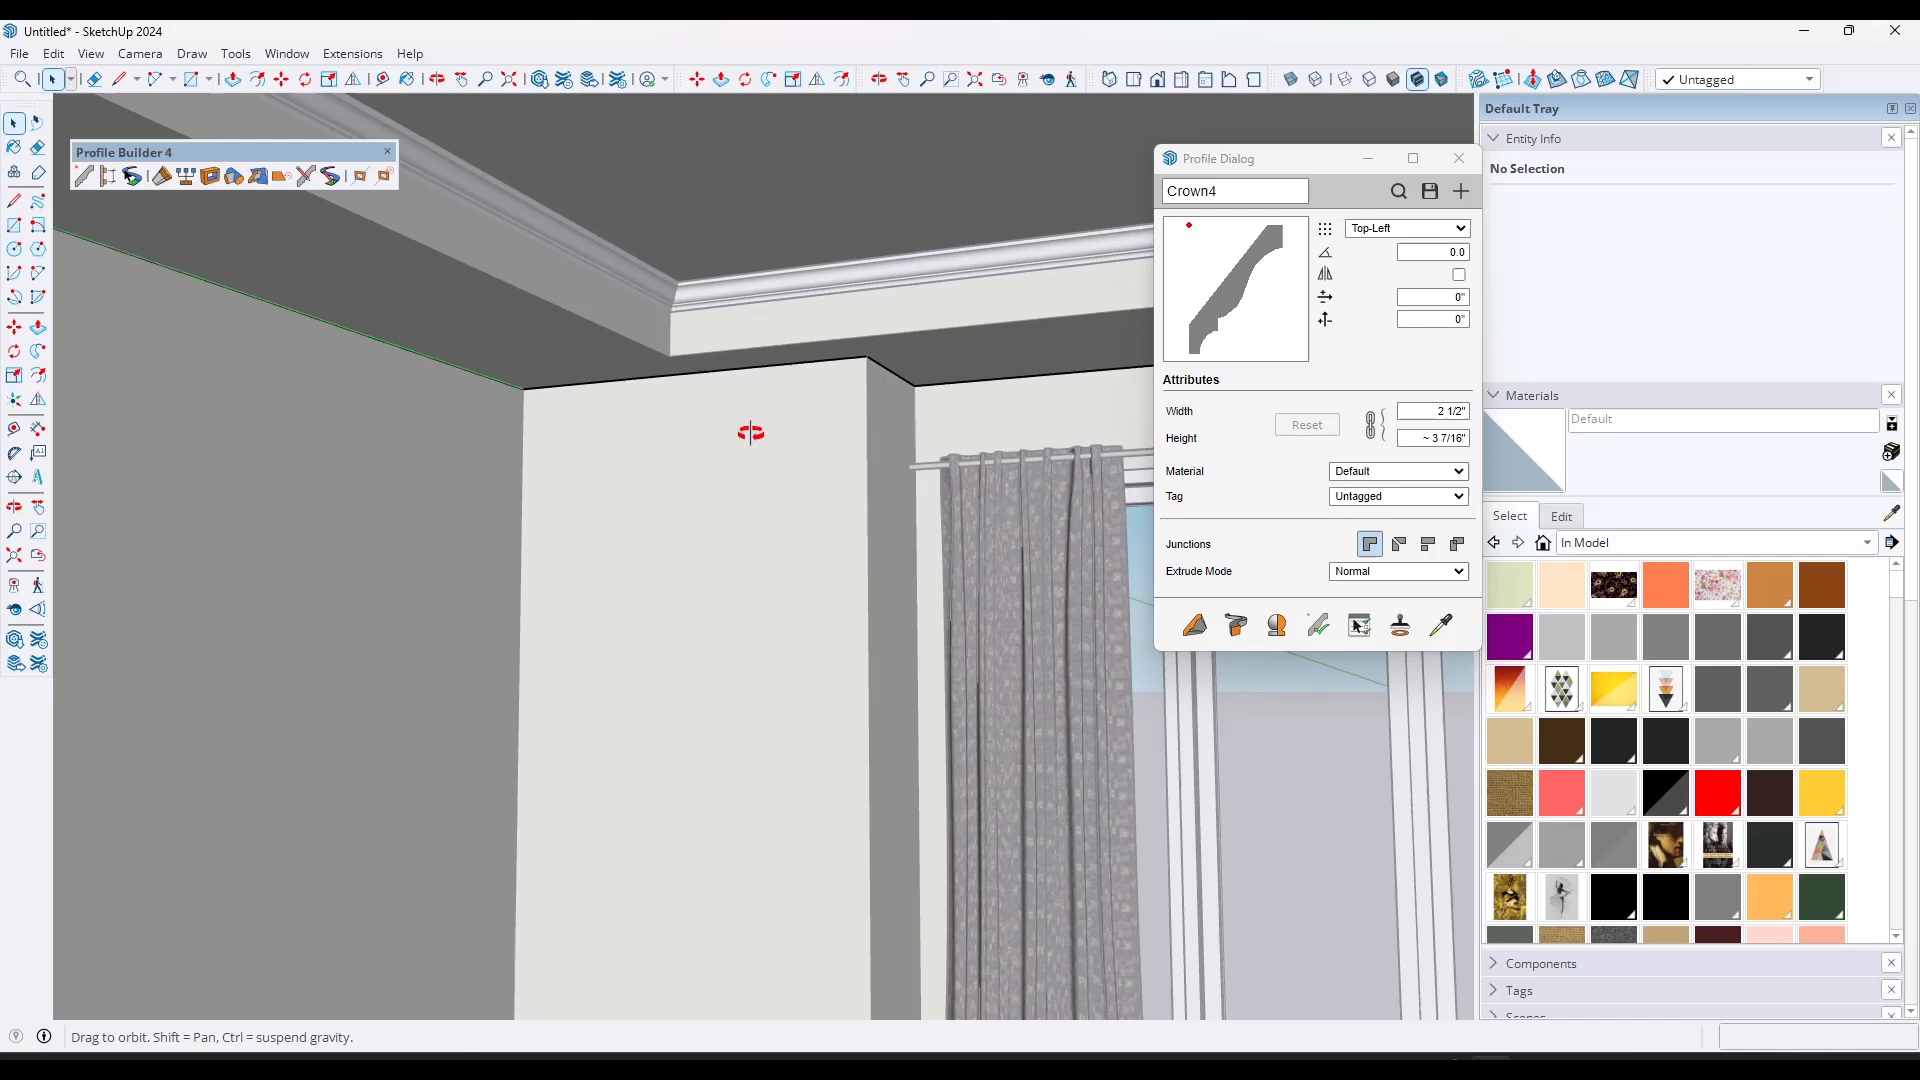 Untitled* - SketchUp 2024
File Edit View Camera Draw Tools Window Extensions Help
Untagged
Default Tray
Entity Info
No Selection
Profile Builder 4
Profile Dialog
Crown4
Top-Left
0.0
0"
0"
Attributes
Width
2 1/2"
Reset
Height
~ 3 7/16"
Material
Default
Tag
Untagged
Junctions
Extrude Mode
Normal
Materials
Default
Select
Edit
In Model
Components
Tags
Scenes
Drag to orbit. Shift = Pan, Ctrl = suspend gravity.